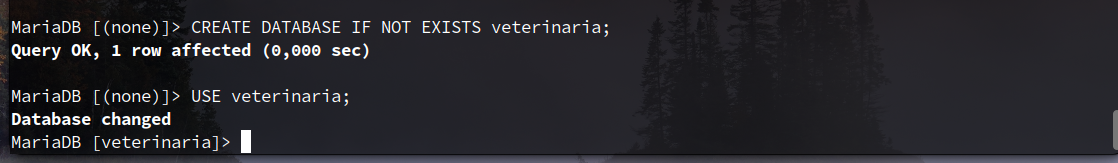 MariaDB [(none)]> CREATE DATABASE IF NOT EXISTS veterinaria;
Query OK, 1 row affected (0,000 sec)
MariaDB [(none)]> USE veterinaria;
Database changed
MariaDB [veterinaria]>